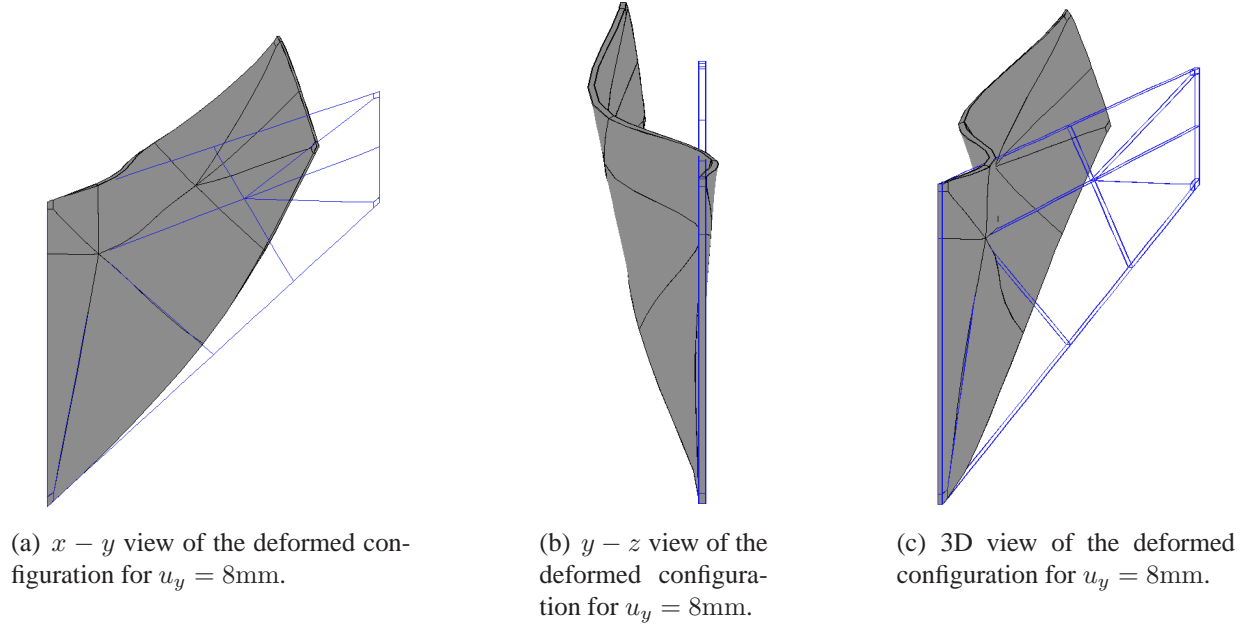 (a) x − y view of the deformed con-
figuration for u_y = 8mm.
(b) y − z view of the
deformed configura-
tion for u_y = 8mm.
(c) 3D view of the deformed
configuration for u_y = 8mm.